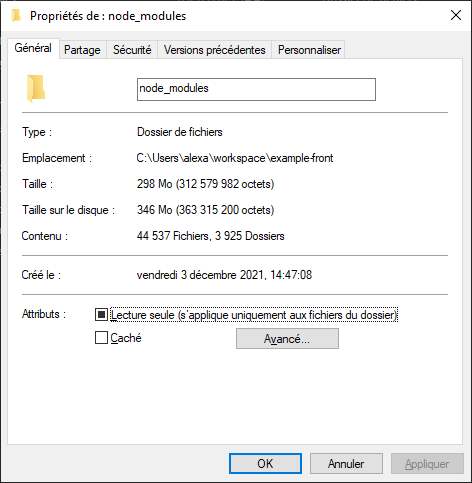 Propriétés de : node_modules
Général Partage Sécurité Versions précédentes Personnaliser
node_modules
Type : Dossier de fichiers
Emplacement : C:\Users\alexa\workspace\example-front
Taille : 298 Mo (312 579 982 octets)
Taille sur le disque : 346 Mo (363 315 200 octets)
Contenu : 44 537 Fichiers, 3 925 Dossiers
Créé le : vendredi 3 décembre 2021, 14:47:08
Attributs : Lecture seule (s'applique uniquement aux fichiers du dossier)
Caché Avancé...
OK Annuler Appliquer